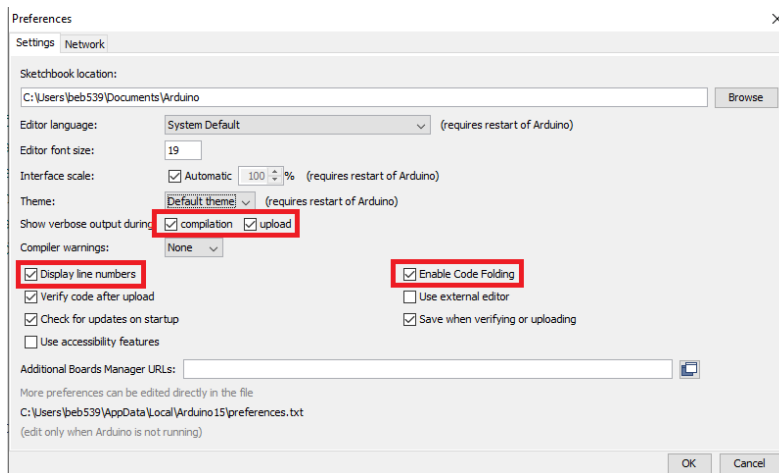 Preferences
Settings Network
Sketchbook location:
C:\Users\beb539\Documents\Arduino Browse
Editor language: System Default (requires restart of Arduino)
Editor font size: 19
Interface scale: Automatic 100 % (requires restart of Arduino)
Theme: Default theme (requires restart of Arduino)
Show verbose output during compilation upload
Compiler warnings: None
Display line numbers Enable Code Folding
Verify code after upload Use external editor
Check for updates on startup Save when verifying or uploading
Use accessibility features
Additional Boards Manager URLs:
More preferences can be edited directly in the file
C:\Users\beb539\AppData\Local\Arduino15\preferences.txt
(edit only when Arduino is not running)
OK Cancel